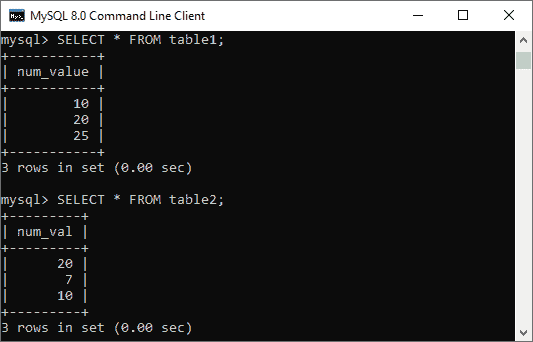 MySQL 8.0 Command Line Client
mysql> SELECT * FROM table1;
+-----------+
| num_value |
+-----------+
|        10 |
|        20 |
|        25 |
+-----------+
3 rows in set (0.00 sec)
mysql> SELECT * FROM table2;
+---------+
| num_val |
+---------+
|      20 |
|       7 |
|      10 |
+---------+
3 rows in set (0.00 sec)